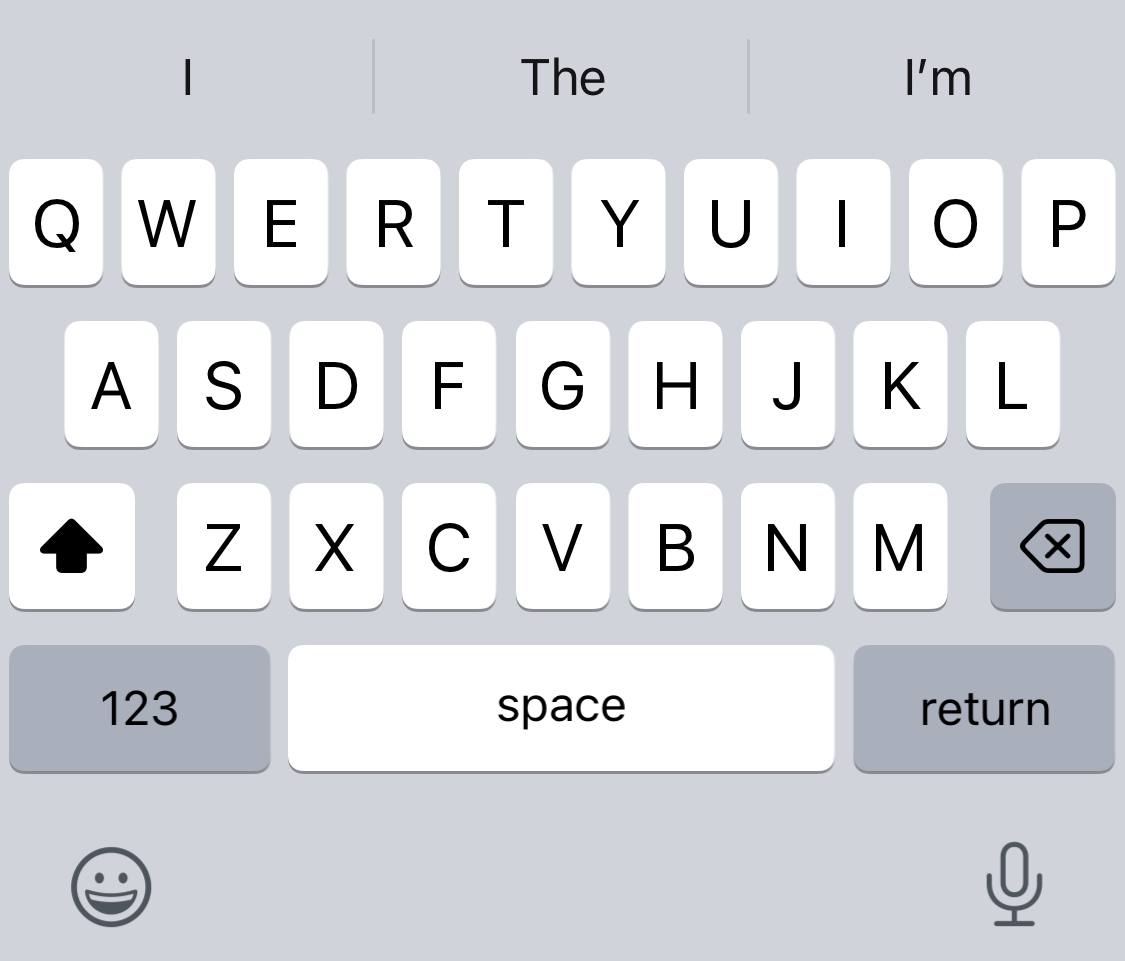 I The I’m
Q W E R T Y U I O P
A S D F G H J K L
Z X C V B N M
123 space return